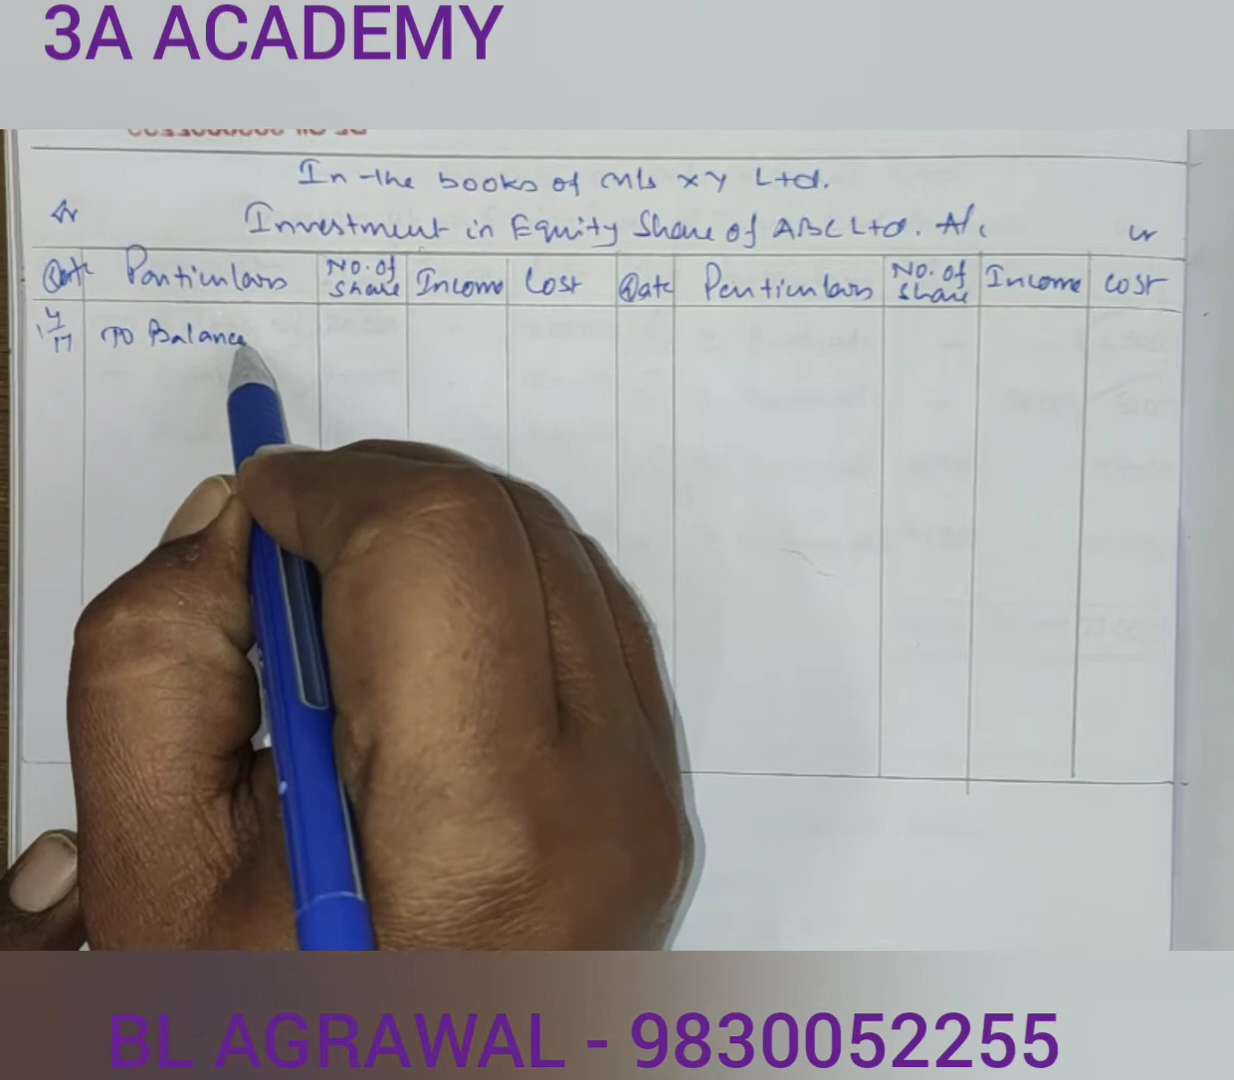 3A ACADEMY
In the books of M/s XY Ltd.
Dr Investment in Equity Share of ABC Ltd. A/c Cr
Date Particulars No. of Share Income Cost Date Particulars No. of Share Income Cost
1/4/17 To Balance
BL AGRAWAL - 9830052255